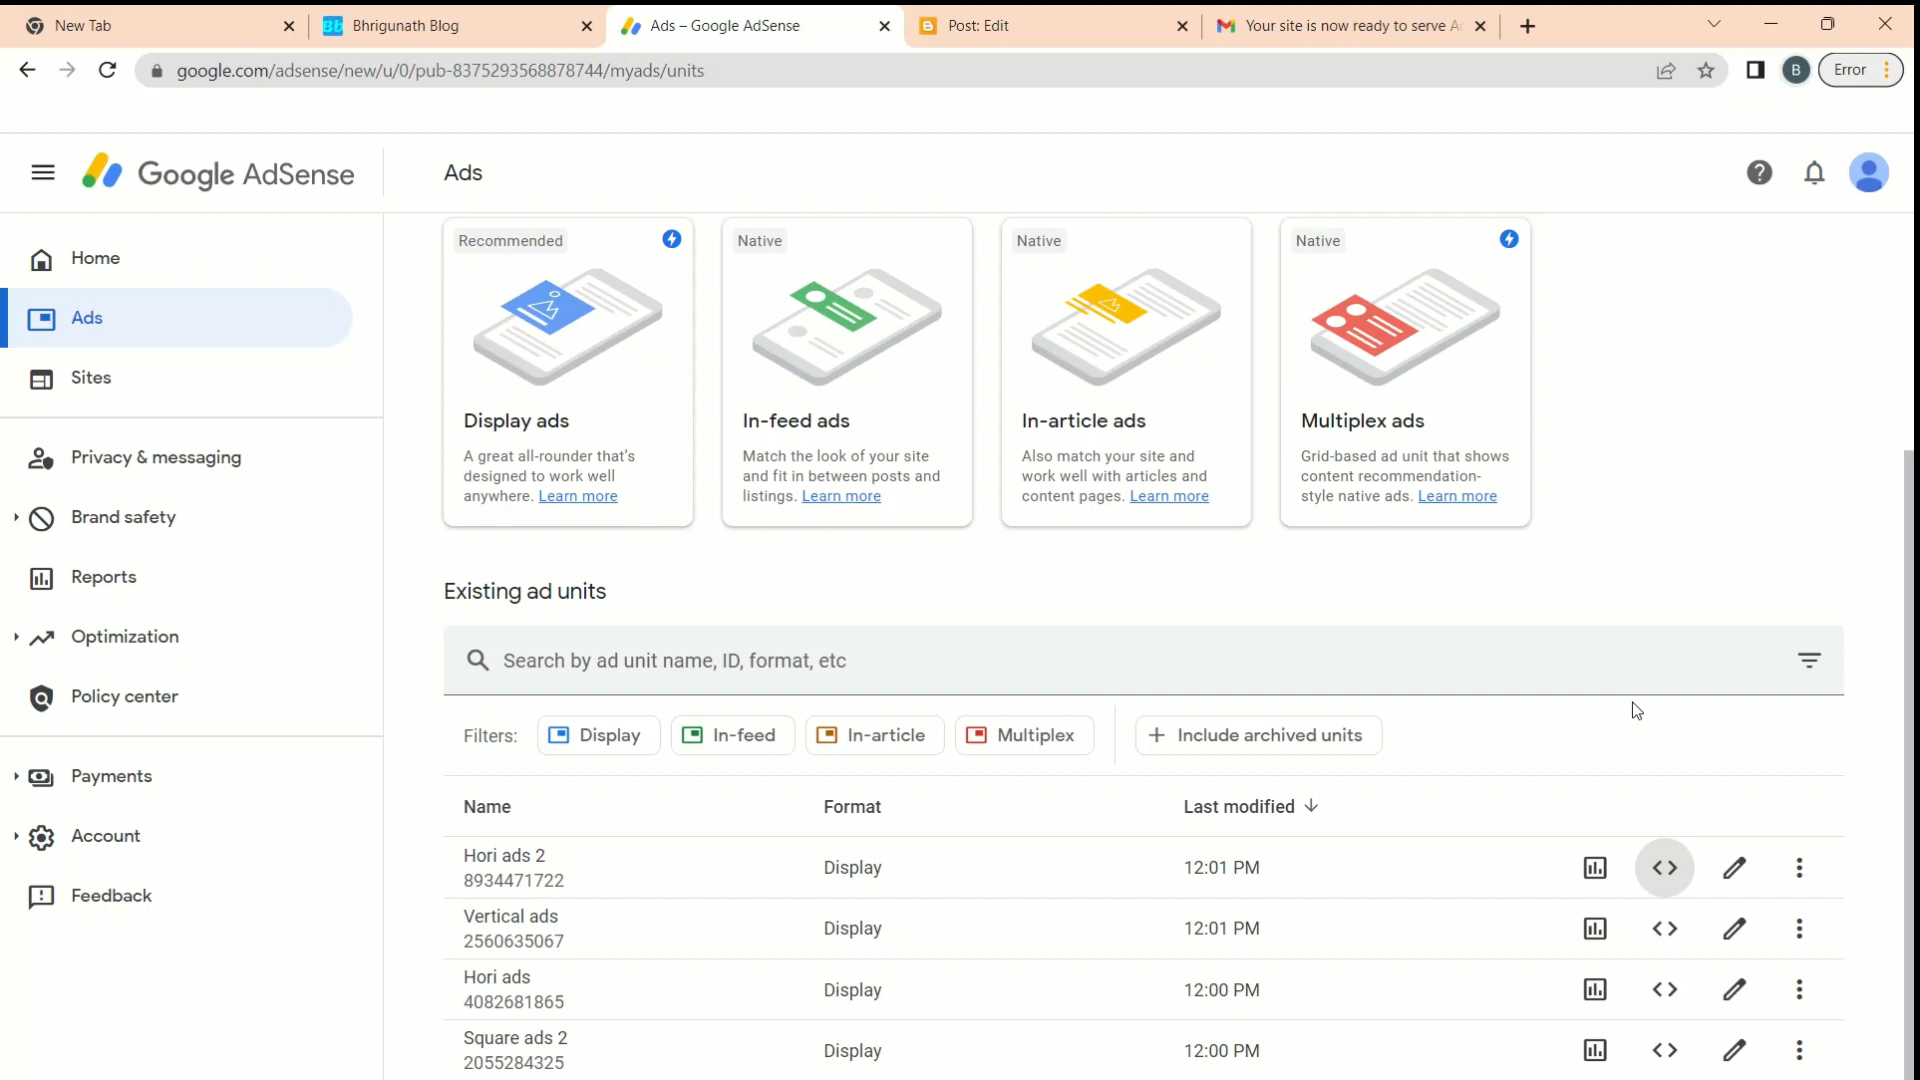 New Tab
Bhrigunath Blog
Ads – Google AdSense
Post: Edit
Your site is now ready to serve Ad
google.com/adsense/new/u/0/pub-8375293568878744/myads/units
B
Error
Google AdSense
Ads
Home
Ads
Sites
Privacy & messaging
Brand safety
Reports
Optimization
Policy center
Payments
Account
Feedback
Recommended
Display ads
A great all-rounder that's
designed to work well
anywhere. Learn more
Native
In-feed ads
Match the look of your site
and fit in between posts and
listings. Learn more
Native
In-article ads
Also match your site and
work well with articles and
content pages. Learn more
Native
Multiplex ads
Grid-based ad unit that shows
content recommendation-
style native ads. Learn more
Existing ad units
Search by ad unit name, ID, format, etc
Filters: Display In-feed In-article Multiplex Include archived units
Name Format Last modified
Hori ads 2
8934471722
Display 12:01 PM
Vertical ads
2560635067
Display 12:01 PM
Hori ads
4082681865
Display 12:00 PM
Square ads 2
2055284325
Display 12:00 PM